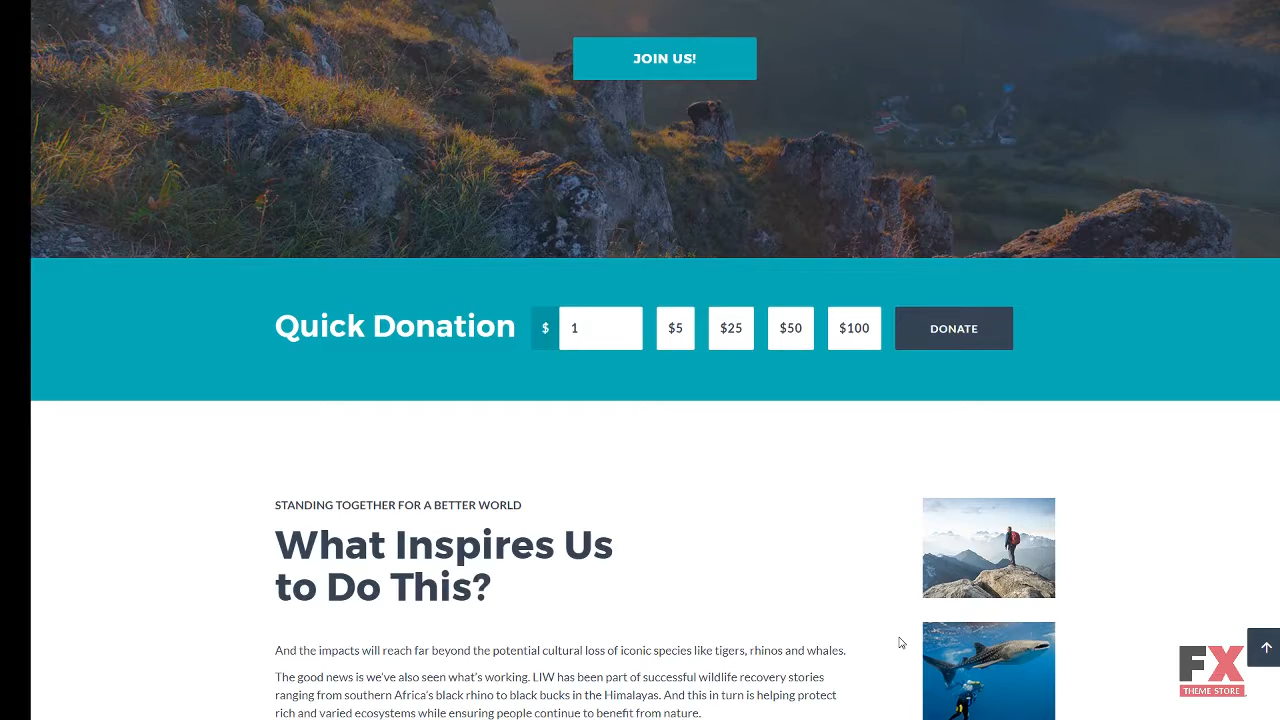 JOIN US!
Quick Donation $ 1 $5 $25 $50 $100 DONATE
STANDING TOGETHER FOR A BETTER WORLD
What Inspires Us
to Do This?
And the impacts will reach far beyond the potential cultural loss of iconic species like tigers, rhinos and whales.
The good news is we've also seen what's working. LIW has been part of successful wildlife recovery stories
ranging from southern Africa's black rhino to black bucks in the Himalayas. And this in turn is helping protect
rich and varied ecosystems while ensuring people continue to benefit from nature.
FX
THEME STORE